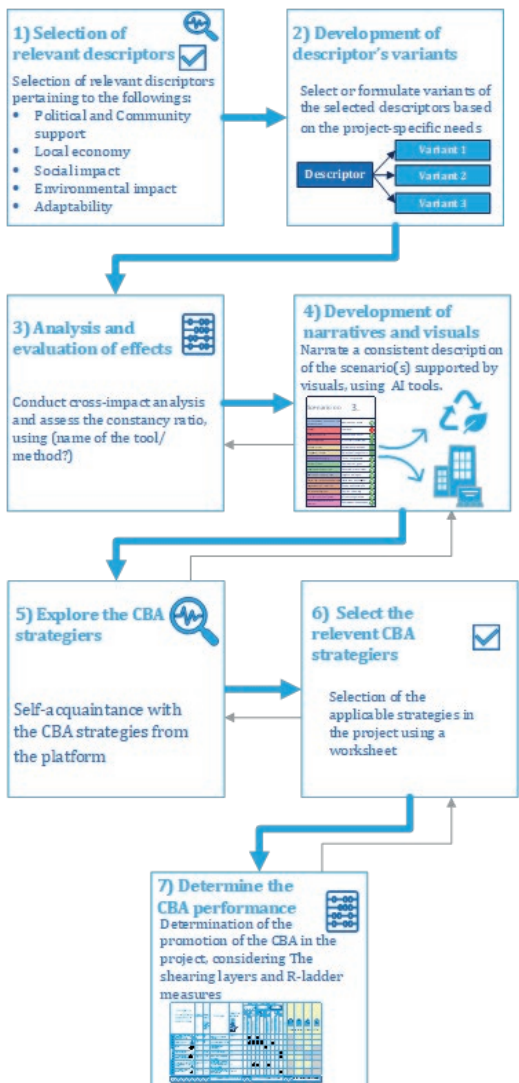 1) Selection of
relevant descriptors
Selection of relevant discriptors
pertaining to the followings:
• Political and Community
support
• Local economy
• Social impact
• Environmental impact
• Adaptability
2) Development of
descriptor's variants
Select or formulate variants of
the selected descriptors based
on the project-specific needs
Descriptor
Variant 1
Variant 2
Variant 3
3) Analysis and
evaluation of effects
Conduct cross-impact analysis
and assess the constancy ratio,
using (name of the tool/
method?)
4) Development of
narratives and visuals
Narrate a consistent description
of the scenario(s) supported by
visuals, using AI tools.
3.
5) Explore the CBA
strategiers
Self-acquaintance with
the CBA strategies from
the platform
6) Select the
relevent CBA
strategiers
Selection of the
applicable strategies in
the project using a
worksheet
7) Determine the
CBA performance
Determination of the
promotion of the CBA in the
project, considering The
shearing layers and R-ladder
measures